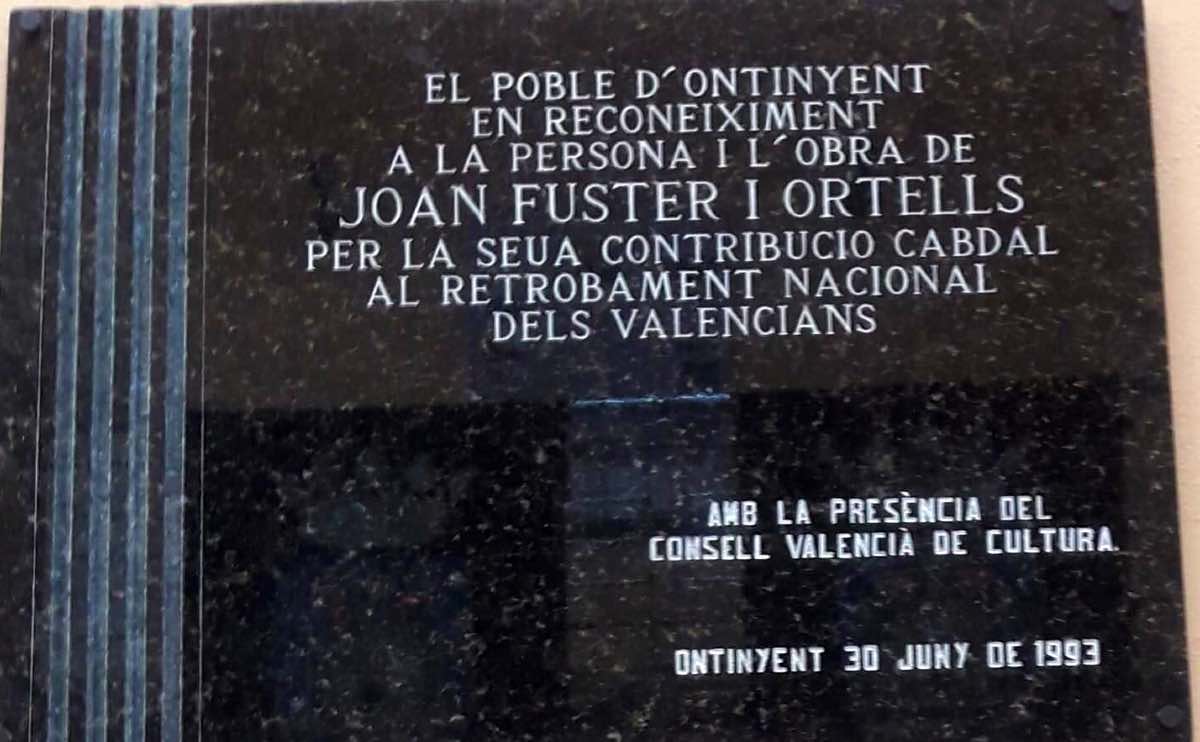 EL POBLE D´ONTINYENT
EN RECONEIXIMENT
A LA PERSONA I L´OBRA DE
JOAN FUSTER I ORTELLS
PER LA SEUA CONTRIBUCIO CABDAL
AL RETROBAMENT NACIONAL
DELS VALENCIANS
AMB LA PRESÈNCIA DEL
CONSELL VALENCIÀ DE CULTURA.
ONTINYENT 30 JUNY DE 1993